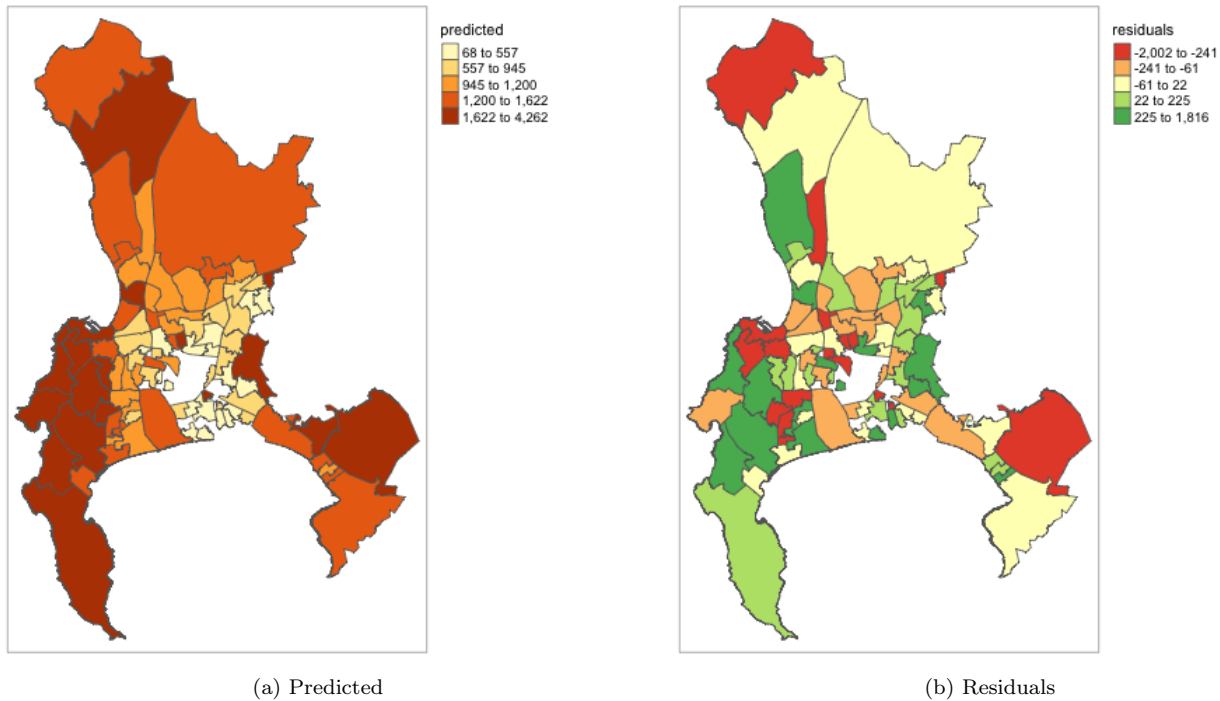 predicted
68 to 557
557 to 945
945 to 1,200
1,200 to 1,622
1,622 to 4,262
residuals
-2,002 to -241
-241 to -61
-61 to 22
22 to 225
225 to 1,816
(a) Predicted
(b) Residuals